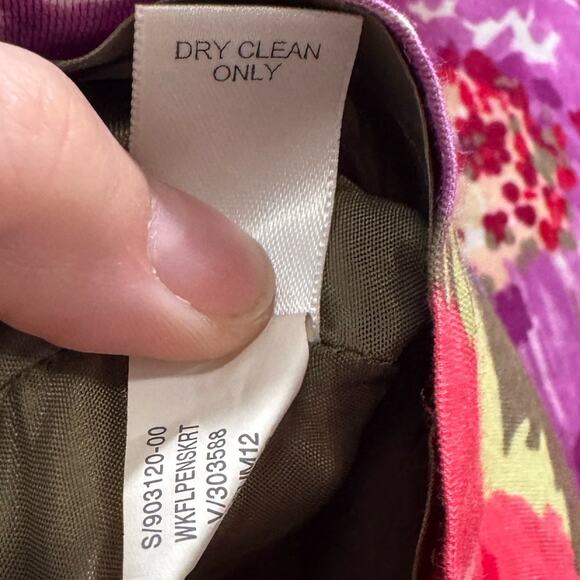 DRY CLEAN
ONLY
S/903120-00
WKFLPENSKRT
V/303588